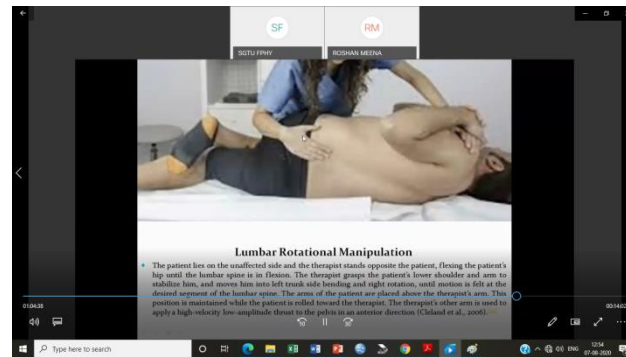 SF
RM
SGTU FPHY
ROSHAN MEENA
Lumbar Rotational Manipulation
• The patient lies on the unaffected side and the therapist stands opposite the patient, flexing the patient's
hip until the lumbar spine is in flexion. The therapist grasps the patient's lower shoulder and arm to
stabilize him, and moves him into left trunk side bending and right rotation, until motion is felt at the
desired segment of the lumbar spine. The arms of the patient are placed above the therapist's arm. This
position is maintained while the patient is rolled toward the therapist. The therapist's other arm is used to
apply a high-velocity low-amplitude thrust to the pelvis in an anterior direction (Cleland et al., 2006).
01:04:38
00:14:02
10
30
Type here to search
ENG
12:54
07-08-2020